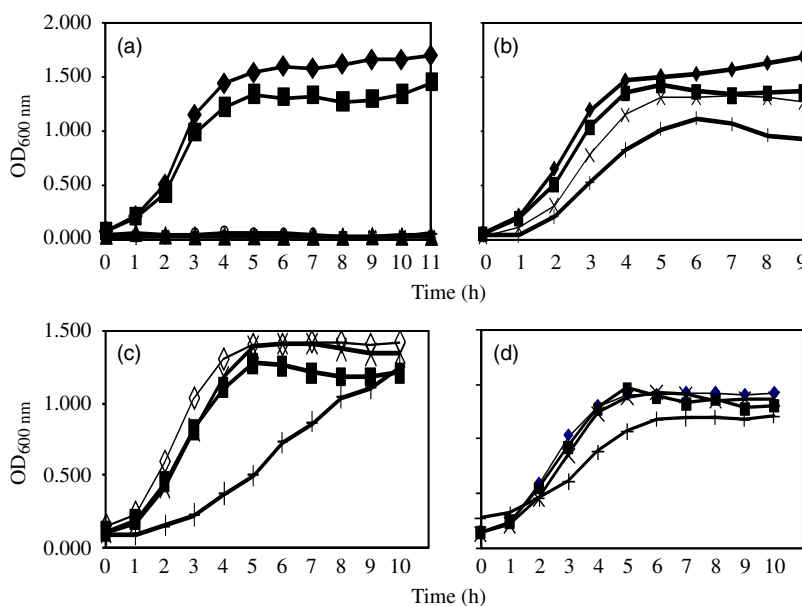 2.000
1.500
1.000
0.500
0.000
OD600 nm
(a)
0 1 2 3 4 5 6 7 8 9 10 11
(b)
0 1 2 3 4 5 6 7 8 9
Time (h)
1.500
1.000
0.500
0.000
OD600 nm
(c)
0 1 2 3 4 5 6 7 8 9 10
Time (h)
(d)
0 1 2 3 4 5 6 7 8 9 10
Time (h)